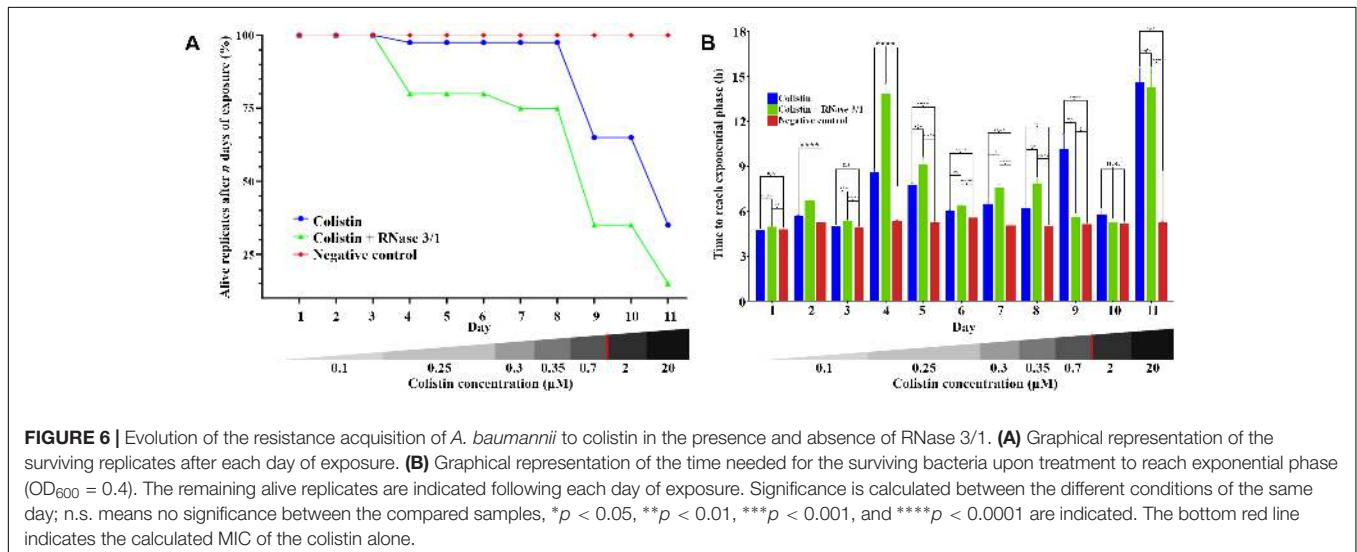 A
Alive replicates after n days of exposure (%)
100
75
50
25
Colistin
Colistin + RNase 3/1
Negative control
1 2 3 4 5 6 7 8 9 10 11
Day
0.1 0.25 0.3 0.35 0.7 2 20
Colistin concentration (µM)
B
Time to reach exponential phase (h)
18
15
12
9
6
3
0
Colistin
Colistin + RNase 3/1
Negative control
****
****
n.s.
1 2 3 4 5 6 7 8 9 10 11
Day
0.1 0.25 0.3 0.35 0.7 2 20
Colistin concentration (µM)
FIGURE 6 | Evolution of the resistance acquisition of A. baumannii to colistin in the presence and absence of RNase 3/1. (A) Graphical representation of the
surviving replicates after each day of exposure. (B) Graphical representation of the time needed for the surviving bacteria upon treatment to reach exponential phase
(OD600 = 0.4). The remaining alive replicates are indicated following each day of exposure. Significance is calculated between the different conditions of the same
day; n.s. means no significance between the compared samples, *p < 0.05, **p < 0.01, ***p < 0.001, and ****p < 0.0001 are indicated. The bottom red line
indicates the calculated MIC of the colistin alone.